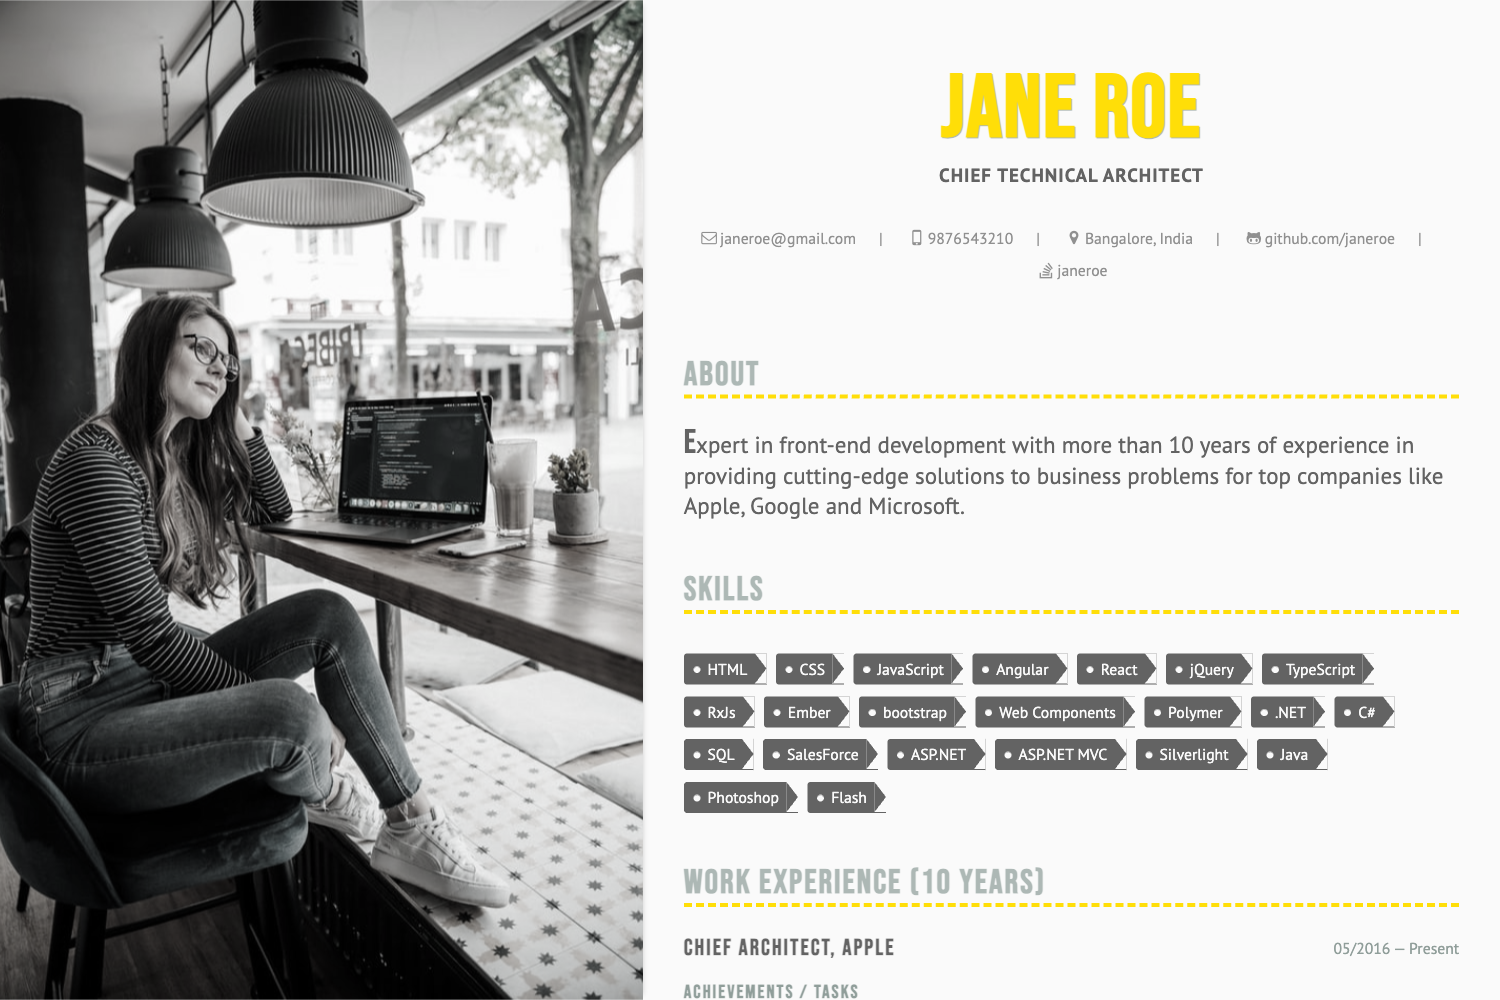 JANE ROE
CHIEF TECHNICAL ARCHITECT
janeroe@gmail.com | 9876543210 | Bangalore, India | github.com/janeroe |
janeroe
ABOUT
Expert in front-end development with more than 10 years of experience in
providing cutting-edge solutions to business problems for top companies like
Apple, Google and Microsoft.
SKILLS
HTML CSS JavaScript Angular React jQuery TypeScript
RxJs Ember bootstrap Web Components Polymer .NET C#
SQL SalesForce ASP.NET ASP.NET MVC Silverlight Java
Photoshop Flash
WORK EXPERIENCE (10 YEARS)
CHIEF ARCHITECT, APPLE 05/2016 — Present
ACHIEVEMENTS / TASKS